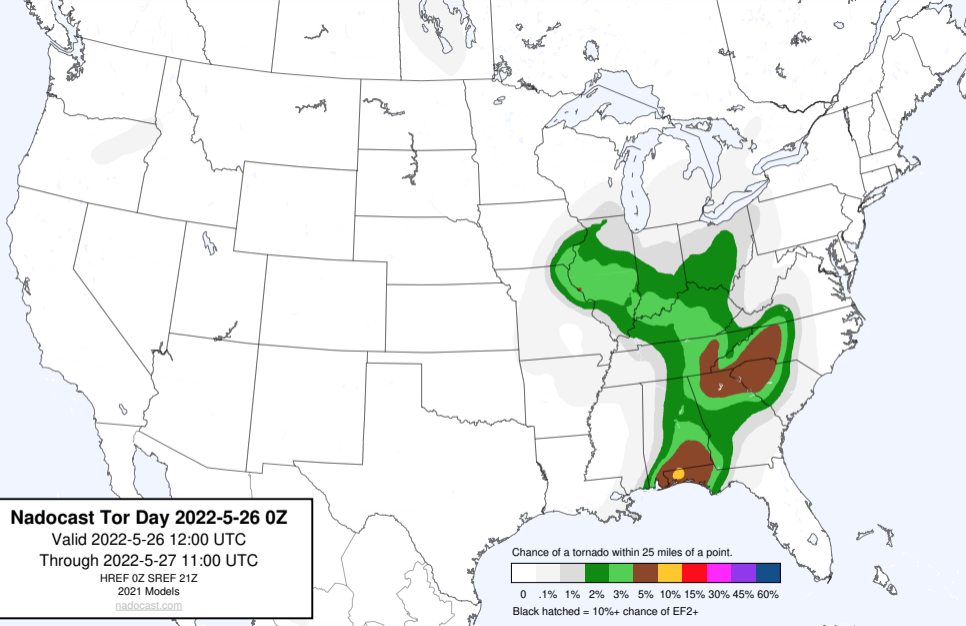 Nadocast Tor Day 2022-5-26 0Z
Valid 2022-5-26 12:00 UTC
Through 2022-5-27 11:00 UTC
HREF 0Z SREF 21Z
2021 Models
nadocast.com
Chance of a tornado within 25 miles of a point.
0 .1% 1% 2% 3% 5% 10% 15% 30% 45% 60%
Black hatched = 10%+ chance of EF2+